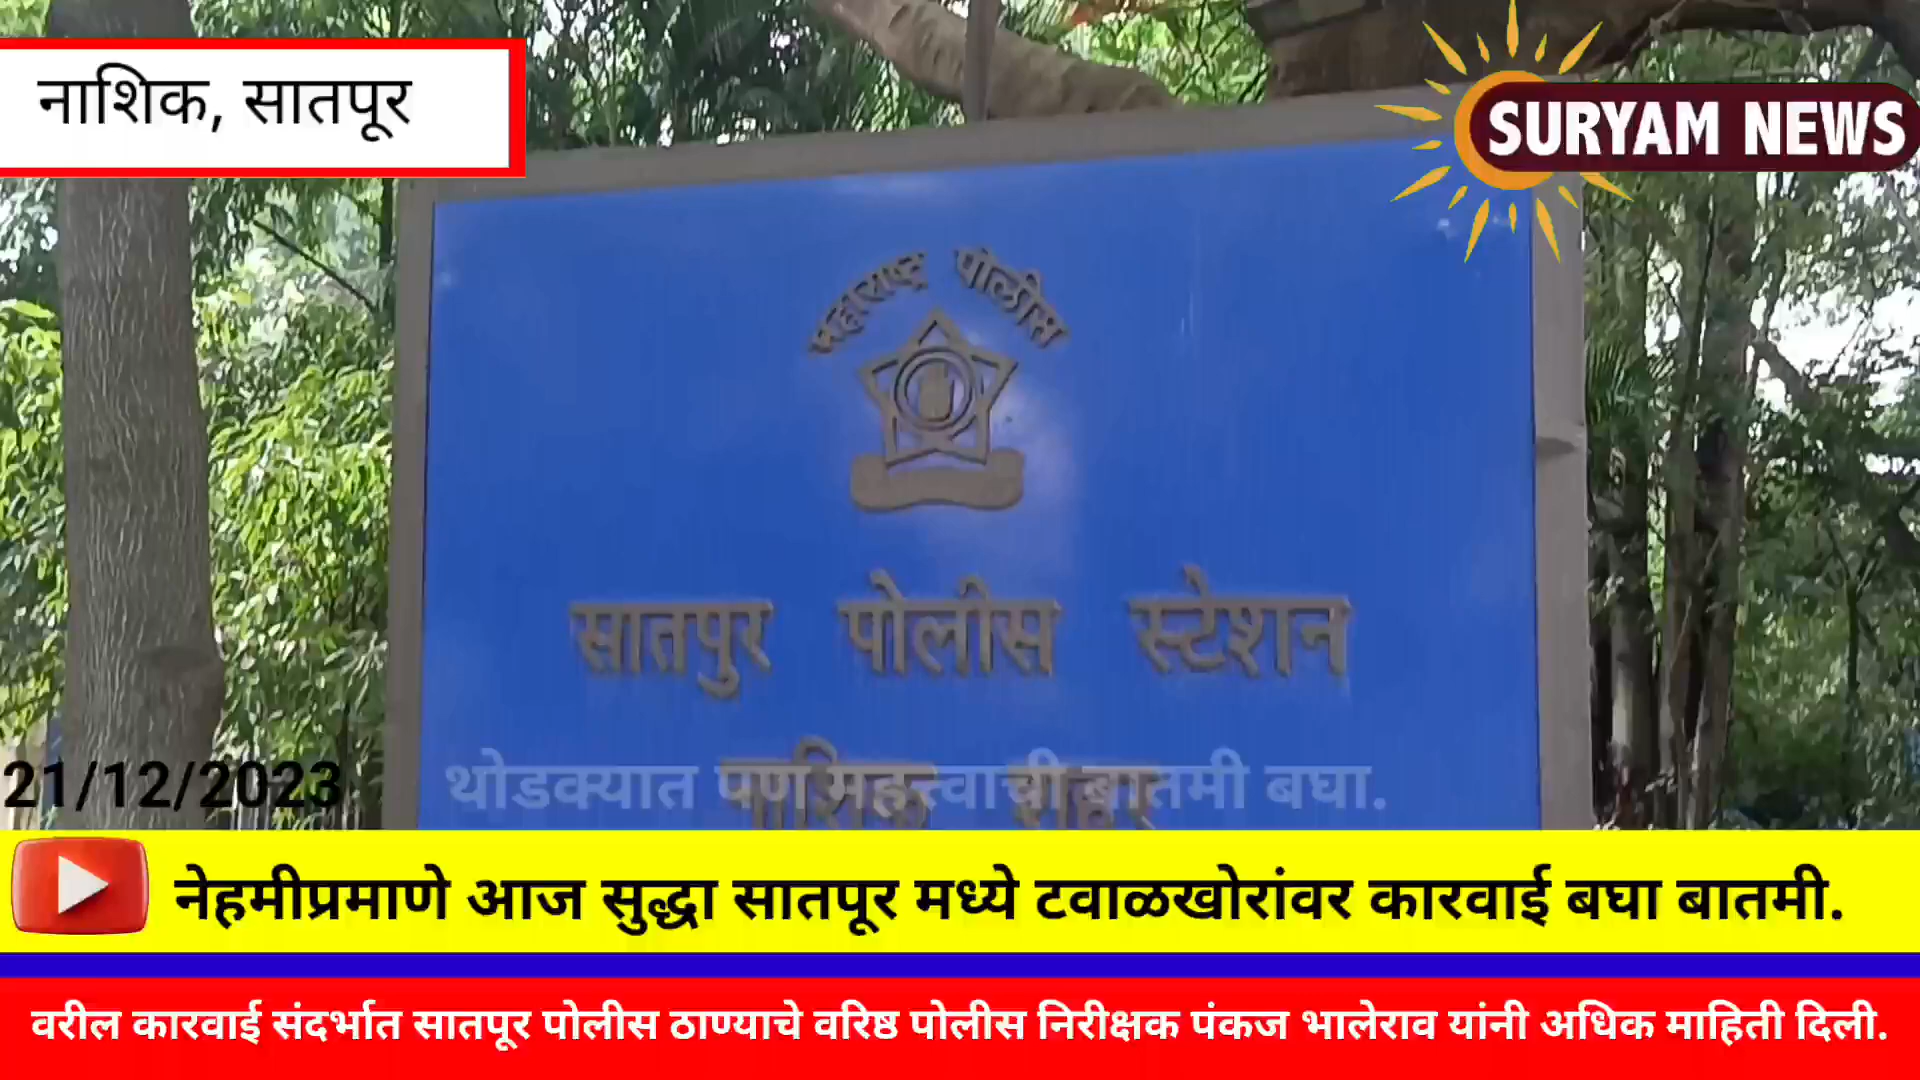 नाशिक, सातपूर
SURYAM NEWS
महाराष्ट्र पोलीस
सातपुर पोलीस स्टेशन
नाशिक शहर
21/12/2023
थोडक्यात पण महत्त्वाची बातमी बघा.
नेहमीप्रमाणे आज सुद्धा सातपूर मध्ये टवाळखोरांवर कारवाई बघा बातमी.
वरील कारवाई संदर्भात सातपूर पोलीस ठाण्याचे वरिष्ठ पोलीस निरीक्षक पंकज भालेराव यांनी अधिक माहिती दिली.